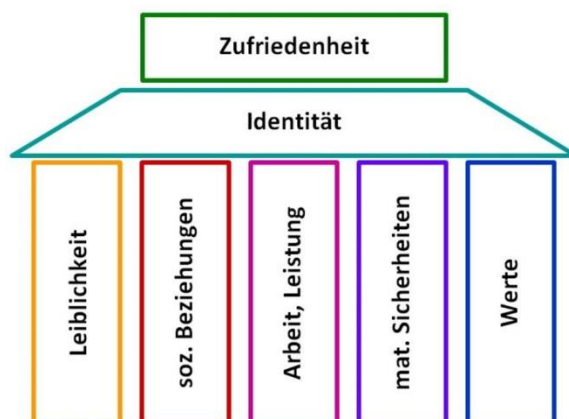 Zufriedenheit
Identität
Leiblichkeit
soz. Beziehungen
Arbeit, Leistung
mat. Sicherheiten
Werte